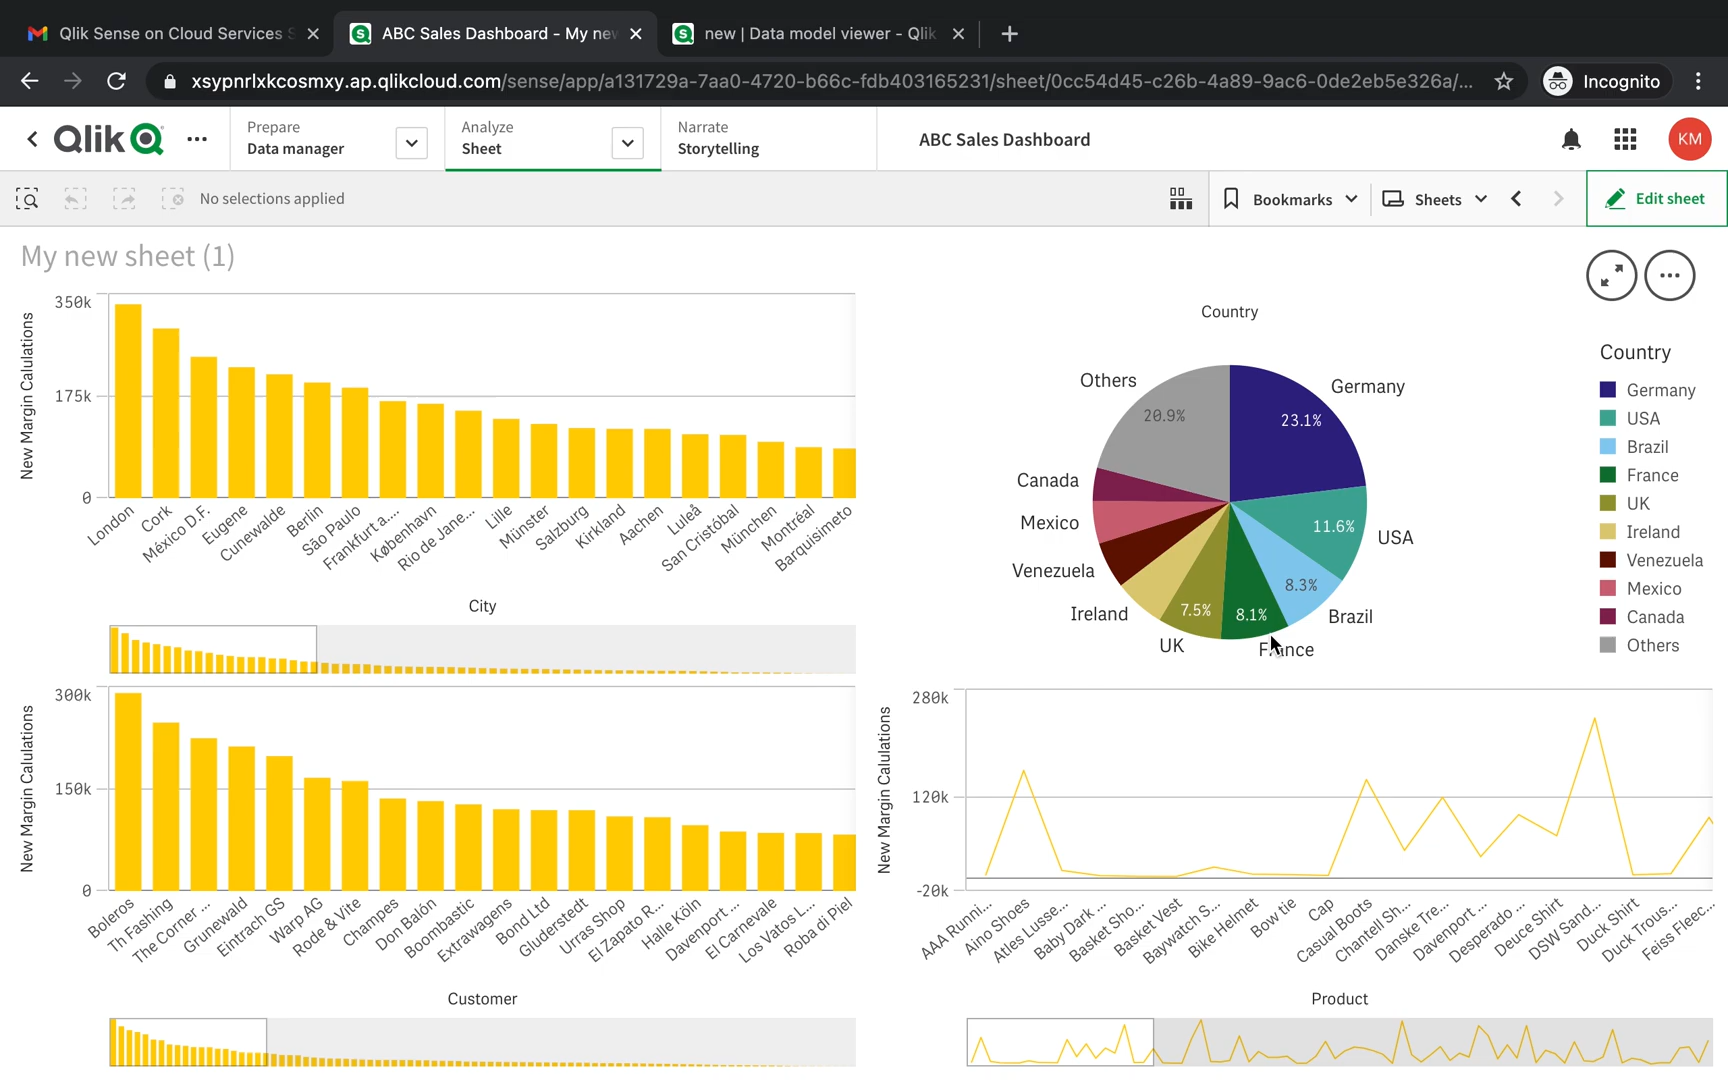 Qlik Sense on Cloud Services S
ABC Sales Dashboard - My new
new | Data model viewer - Qlik
xsypnrlxkcosmxy.ap.qlikcloud.com/sense/app/a131729a-7aa0-4720-b66c-fdb403165231/sheet/0cc54d45-c26b-4a89-9ac6-0de2eb5e326a/...
Incognito
Qlik
Prepare
Data manager
Analyze
Sheet
Narrate
Storytelling
ABC Sales Dashboard
KM
No selections applied
Bookmarks
Sheets
Edit sheet
My new sheet (1)
New Margin Calulations
350k
175k
0
London
Cork
México D.F.
Eugene
Cunewalde
Berlin
São Paulo
Frankfurt a....
København
Rio de Jane...
Lille
Münster
Salzburg
Kirkland
Aachen
Luleå
San Cristóbal
München
Montréal
Barquisimeto
City
Country
Others
20.9%
Germany
23.1%
Canada
Mexico
Venezuela
Ireland
UK
7.5%
8.1%
France
Brazil
8.3%
USA
11.6%
Country
Germany
USA
Brazil
France
UK
Ireland
Venezuela
Mexico
Canada
Others
New Margin Calulations
300k
150k
0
Boleros
Th Fashing
The Corner ...
Grunewald
Eintrach GS
Warp AG
Rode & Vite
Champes
Don Balón
Boombastic
Extrawagens
Bond Ltd
Gluderstedt
Urras Shop
El Zapato R...
Halle Köln
Davenport ...
El Carnevale
Los Vatos L...
Roba di Piel
Customer
New Margin Calulations
280k
120k
-20k
AAA Runni...
Aino Shoes
Atles Lusse...
Baby Dark ...
Basket Sho...
Basket Vest
Baywatch S...
Bike Helmet
Bow tie
Cap
Casual Boots
Chantell Sh...
Danske Tre...
Davenport ...
Desperado ...
Deuce Shirt
DSW Sand...
Duck Shirt
Duck Trous...
Feiss Fleec...
Product